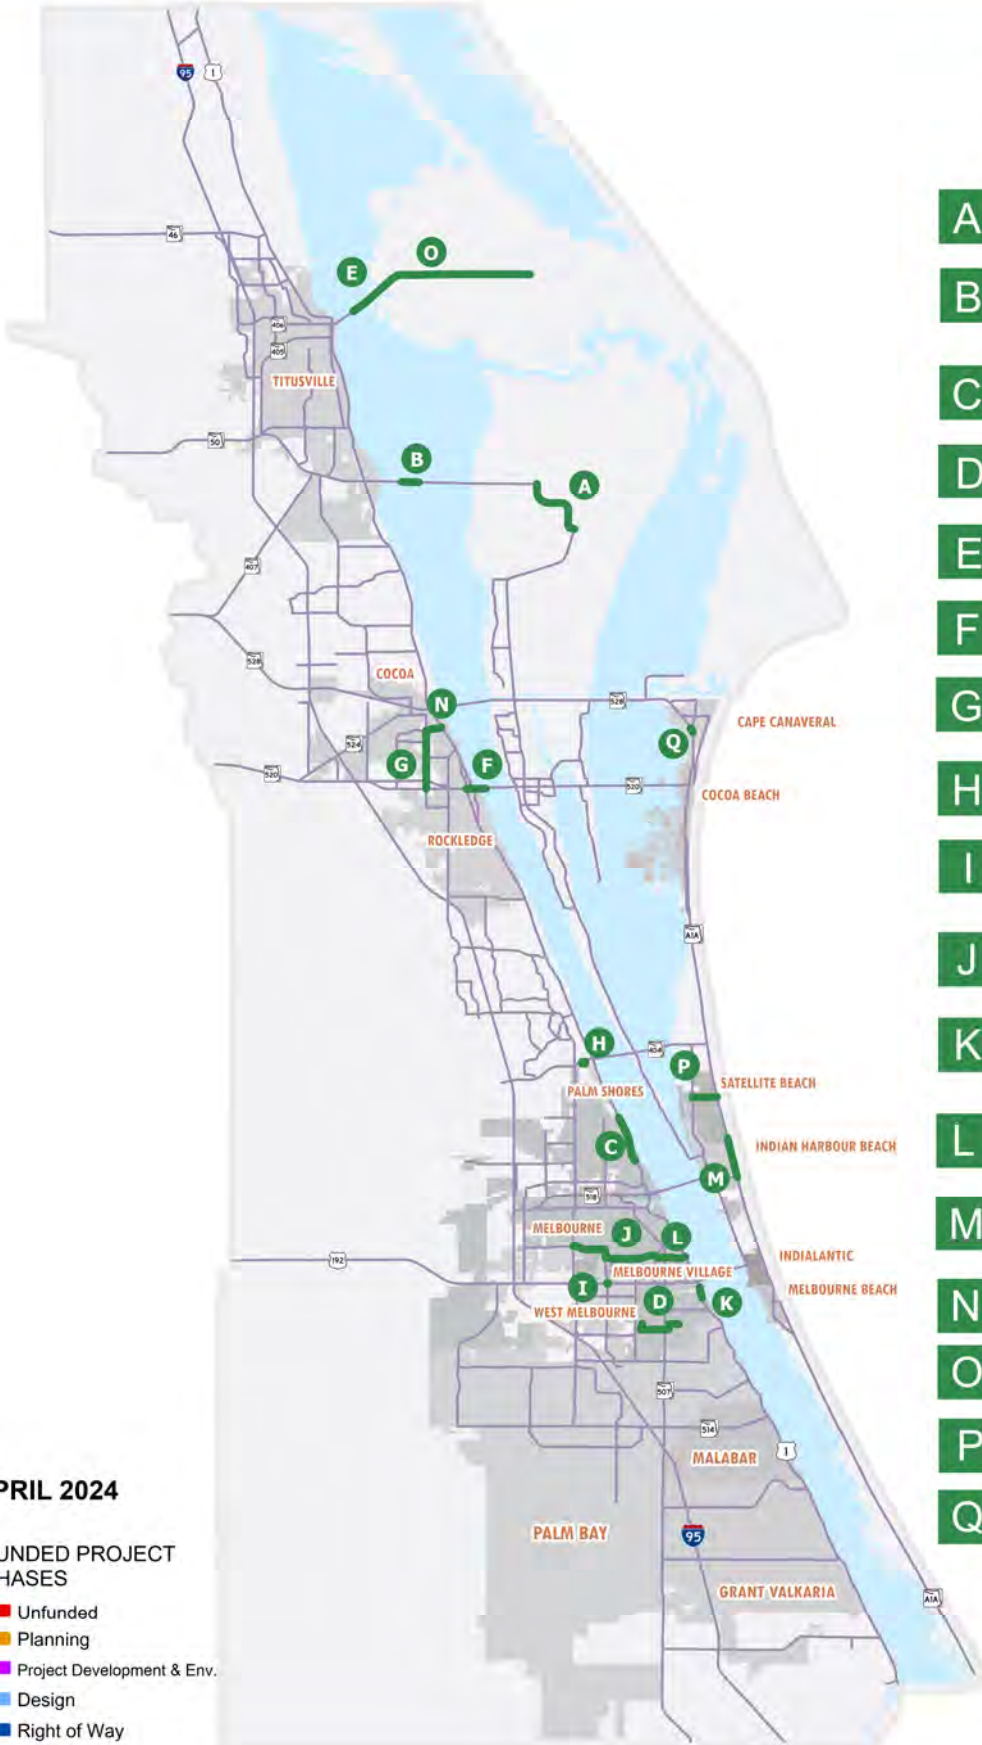 95
1
A
46
B
O
E
406
405
C
TITUSVILLE
50
B
D
A
E
407
F
528
COCOA
N
528
G
CAPE CANAVERAL
Q
524
G
F
520
520
COCOA BEACH
H
ROCKLEDGE
I
A1A
J
H
404
K
P
SATELLITE BEACH
PALM SHORES
C
INDIAN HARBOUR BEACH
L
M
518
MELBOURNE
J
L
M
INDIALANTIC
192
MELBOURNE VILLAGE
I
D
K
MELBOURNE BEACH
WEST MELBOURNE
N
O
507
514
P
1
MALABAR
PRIL 2024
Q
PALM BAY
95
UNDED PROJECT
HASES
GRANT VALKARIA
A1A
Unfunded
Planning
Project Development & Env.
Design
Right of Way